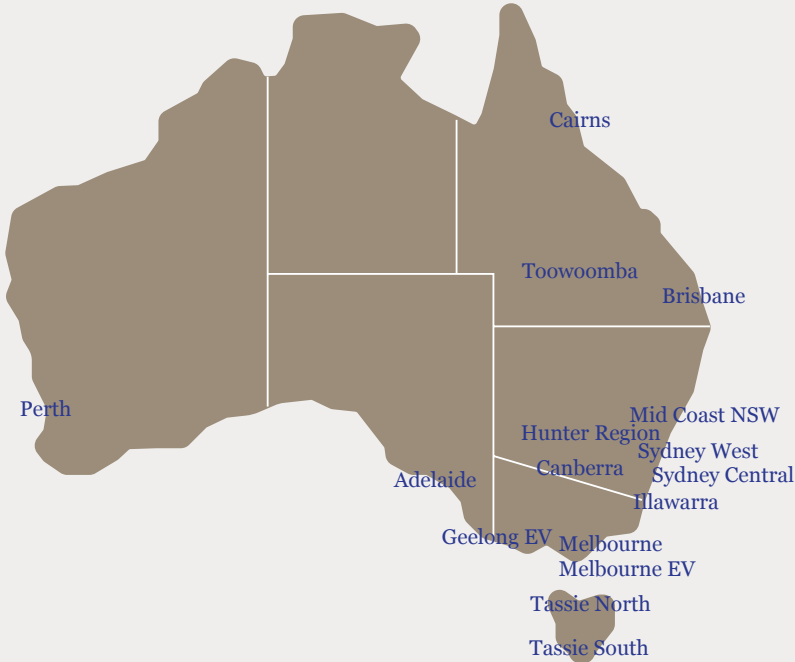 Cairns
Toowoomba
Brisbane
Perth
Mid Coast NSW
Hunter Region
Sydney West
Canberra
Sydney Central
Adelaide
Illawarra
Geelong EV
Melbourne
Melbourne EV
Tassie North
Tassie South